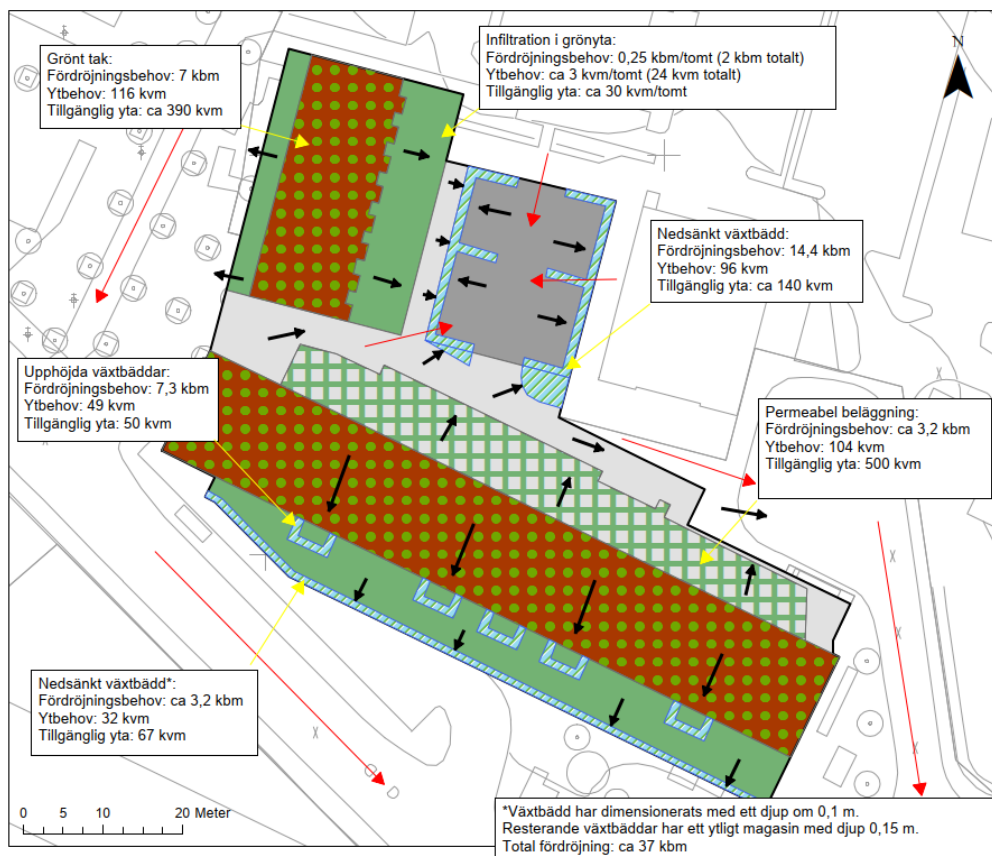 Grönt tak:
Fördröjningsbehov: 7 kbm
Ytbehov: 116 kvm
Tillgänglig yta: ca 390 kvm
Infiltration i grönyta:
Fördröjningsbehov: 0,25 kbm/tomt (2 kbm totalt)
Ytbehov: ca 3 kvm/tomt (24 kvm totalt)
Tillgänglig yta: ca 30 kvm/tomt
N
Nedsänkt växtbädd:
Fördröjningsbehov: 14,4 kbm
Ytbehov: 96 kvm
Tillgänglig yta: ca 140 kvm
Upphöjda växtbäddar:
Fördröjningsbehov: 7,3 kbm
Ytbehov: 49 kvm
Tillgänglig yta: 50 kvm
Permeabel beläggning:
Fördröjningsbehov: ca 3,2 kbm
Ytbehov: 104 kvm
Tillgänglig yta: 500 kvm
Nedsänkt växtbädd*:
Fördröjningsbehov: ca 3,2 kbm
Ytbehov: 32 kvm
Tillgänglig yta: 67 kvm
0 5 10 20 Meter
*Växtbädd har dimensionerats med ett djup om 0,1 m.
Resterande växtbäddar har ett ytligt magasin med djup 0,15 m.
Total fördröjning: ca 37 kbm